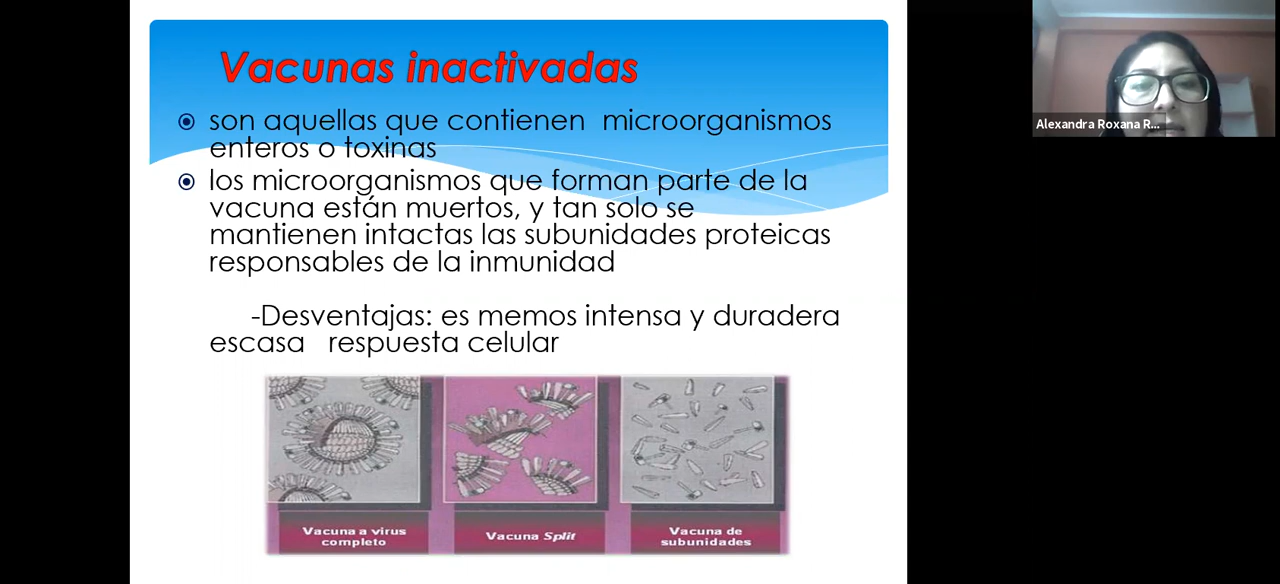 Vacunas inactivadas
son aquellas que contienen microorganismos
enteros o toxinas
los microorganismos que forman parte de la
vacuna están muertos, y tan solo se
mantienen intactas las subunidades proteicas
responsables de la inmunidad
-Desventajas: es memos intensa y duradera
escasa respuesta celular
Vacuna a virus
completo
Vacuna Split
Vacuna de
subunidades
Alexandra Roxana R...